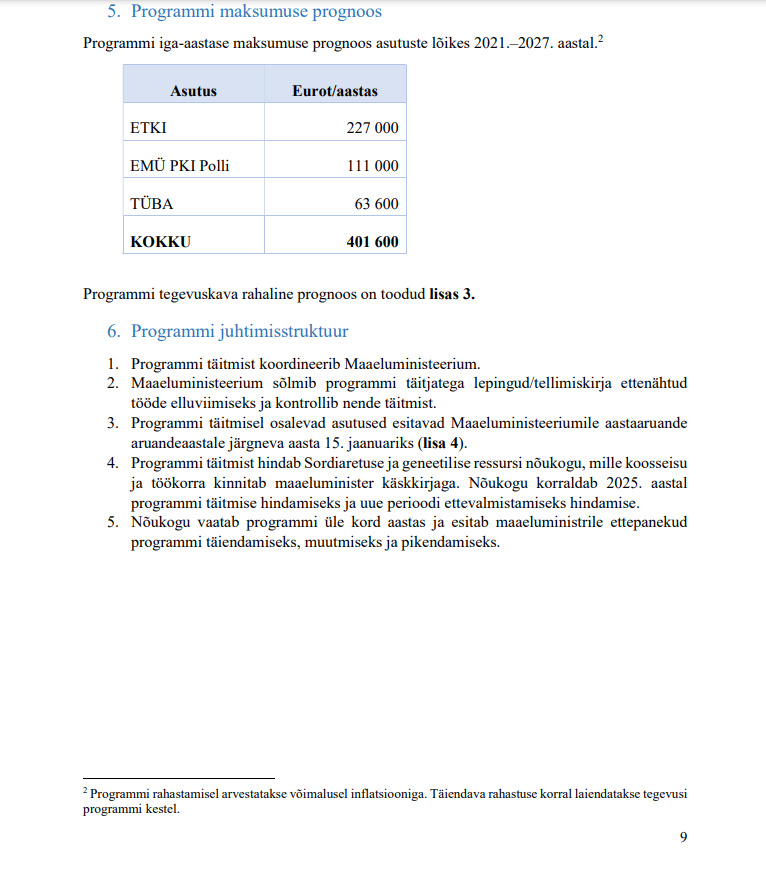 5. Programmi maksumuse prognoos
Programmi iga-aastase maksumuse prognoos asutuste lõikes 2021.–2027. aastal.²
Asutus Eurot/aastas
ETKI 227 000
EMÜ PKI Polli 111 000
TÜBA 63 600
KOKKU 401 600
Programmi tegevuskava rahaline prognoos on toodud lisas 3.
6. Programmi juhtimisstruktuur
1. Programmi täitmist koordineerib Maaeluministeerium.
2. Maaeluministeerium sõlmib programmi täitjatega lepingud/tellimiskirja ettenähtud
tööde elluviimiseks ja kontrollib nende täitmist.
3. Programmi täitmisel osalevad asutused esitavad Maaeluministeeriumile aastaaruande
aruandeaastale järgneva aasta 15. jaanuariks (lisa 4).
4. Programmi täitmist hindab Sordiaretuse ja geneetilise ressursi nõukogu, mille koosseisu
ja töökorra kinnitab maaeluminister käskkirjaga. Nõukogu korraldab 2025. aastal
programmi täitmise hindamiseks ja uue perioodi ettevalmistamiseks hindamise.
5. Nõukogu vaatab programmi üle kord aastas ja esitab maaeluministrile ettepanekud
programmi täiendamiseks, muutmiseks ja pikendamiseks.
² Programmi rahastamisel arvestatakse võimalusel inflatsiooniga. Täiendava rahastuse korral laiendatakse tegevusi
programmi kestel.
9